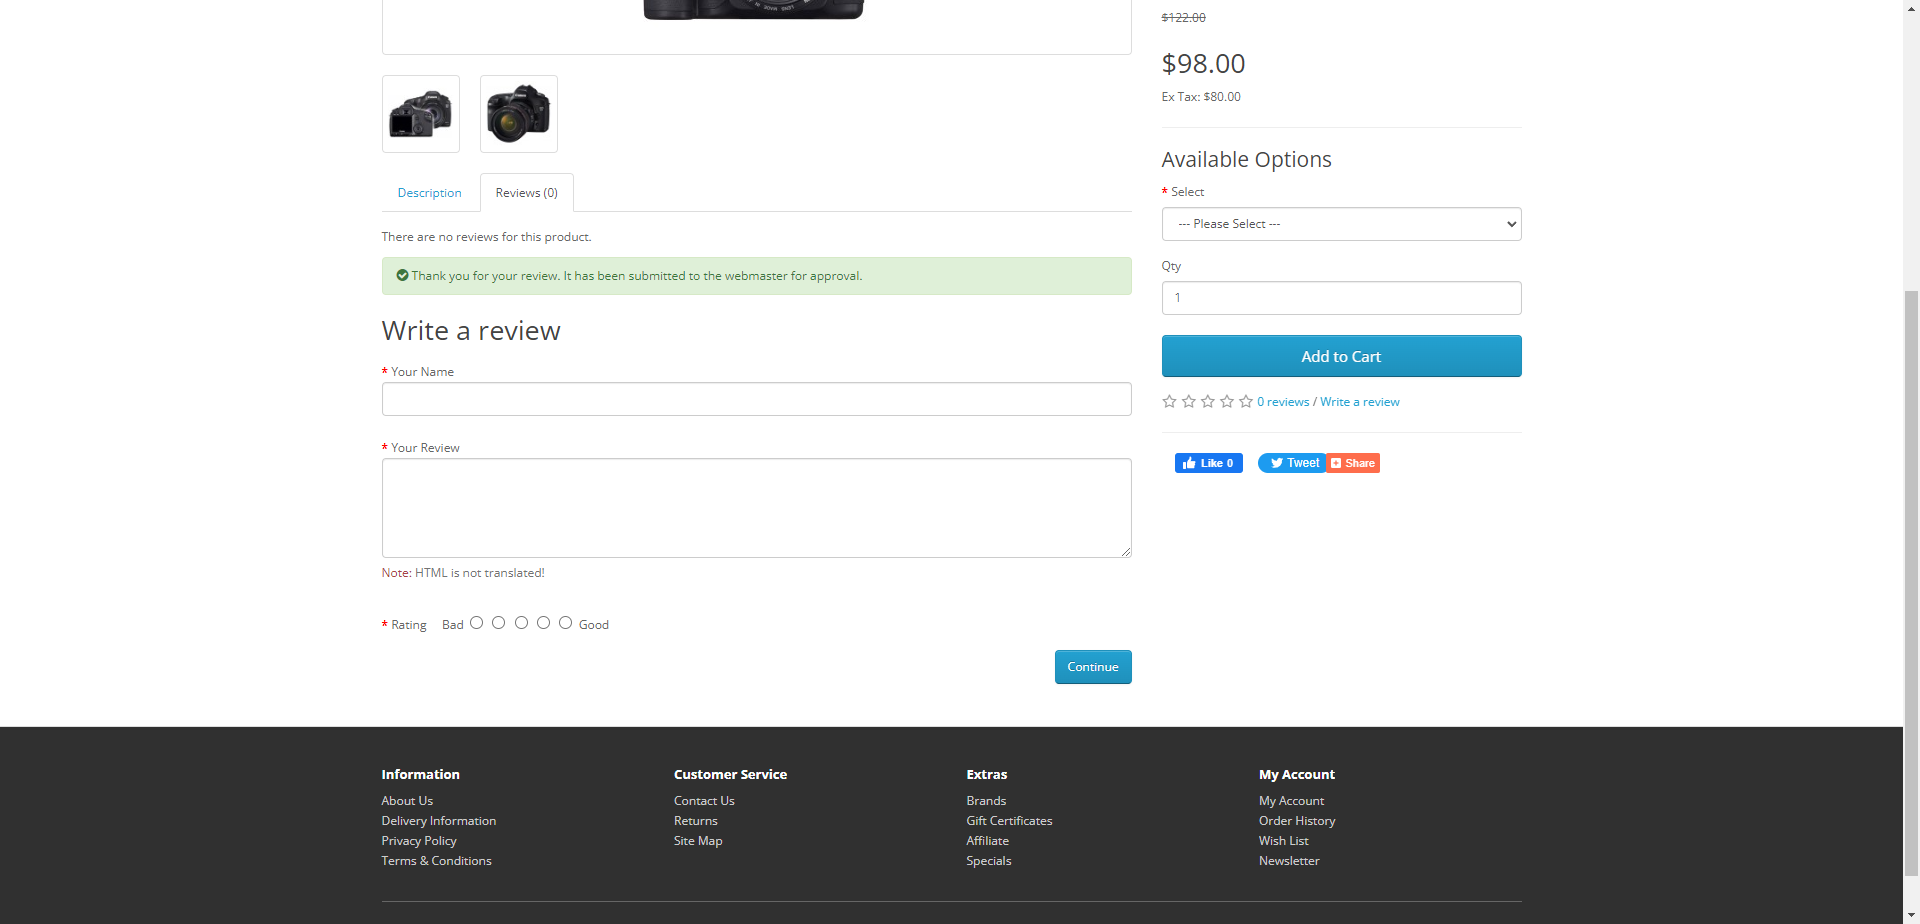 $122.00
$98.00
Ex Tax: $80.00
Available Options
* Select
--- Please Select ---
Qty
1
Add to Cart
0 reviews / Write a review
Like 0
Tweet
Share
Description
Reviews (0)
There are no reviews for this product.
Thank you for your review. It has been submitted to the webmaster for approval.
Write a review
* Your Name
* Your Review
Note: HTML is not translated!
* Rating Bad Good
Continue
Information
About Us
Delivery Information
Privacy Policy
Terms & Conditions
Customer Service
Contact Us
Returns
Site Map
Extras
Brands
Gift Certificates
Affiliate
Specials
My Account
My Account
Order History
Wish List
Newsletter